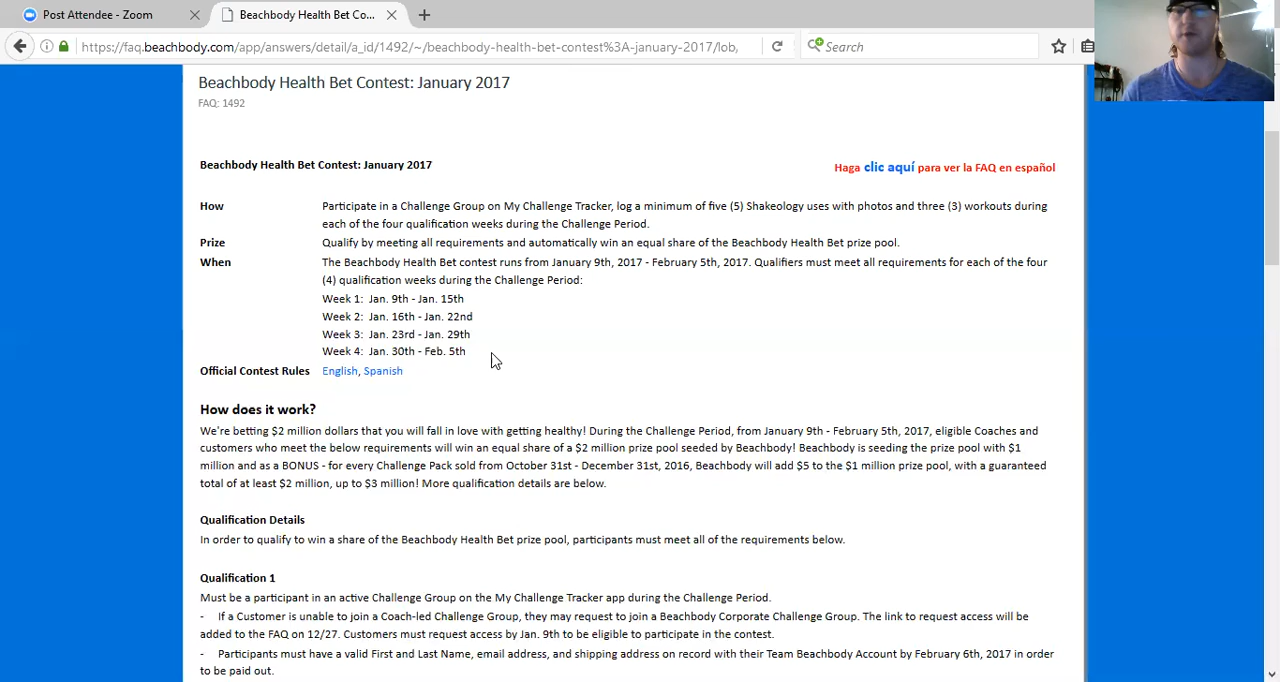 Post Attendee - Zoom
Beachbody Health Bet Co...
https://faq.beachbody.com/app/answers/detail/a_id/1492/~/beachbody-health-bet-contest%3A-january-2017/lob,
Search
Beachbody Health Bet Contest: January 2017
FAQ: 1492
Beachbody Health Bet Contest: January 2017
Haga clic aquí para ver la FAQ en español
How Participate in a Challenge Group on My Challenge Tracker, log a minimum of five (5) Shakeology uses with photos and three (3) workouts during
each of the four qualification weeks during the Challenge Period.
Prize Qualify by meeting all requirements and automatically win an equal share of the Beachbody Health Bet prize pool.
When The Beachbody Health Bet contest runs from January 9th, 2017 - February 5th, 2017. Qualifiers must meet all requirements for each of the four
(4) qualification weeks during the Challenge Period:
Week 1: Jan. 9th - Jan. 15th
Week 2: Jan. 16th - Jan. 22nd
Week 3: Jan. 23rd - Jan. 29th
Week 4: Jan. 30th - Feb. 5th
Official Contest Rules English, Spanish
How does it work?
We're betting $2 million dollars that you will fall in love with getting healthy! During the Challenge Period, from January 9th - February 5th, 2017, eligible Coaches and
customers who meet the below requirements will win an equal share of a $2 million prize pool seeded by Beachbody! Beachbody is seeding the prize pool with $1
million and as a BONUS - for every Challenge Pack sold from October 31st - December 31st, 2016, Beachbody will add $5 to the $1 million prize pool, with a guaranteed
total of at least $2 million, up to $3 million! More qualification details are below.
Qualification Details
In order to qualify to win a share of the Beachbody Health Bet prize pool, participants must meet all of the requirements below.
Qualification 1
Must be a participant in an active Challenge Group on the My Challenge Tracker app during the Challenge Period.
- If a Customer is unable to join a Coach-led Challenge Group, they may request to join a Beachbody Corporate Challenge Group. The link to request access will be
added to the FAQ on 12/27. Customers must request access by Jan. 9th to be eligible to participate in the contest.
- Participants must have a valid First and Last Name, email address, and shipping address on record with their Team Beachbody Account by February 6th, 2017 in order
to be paid out.